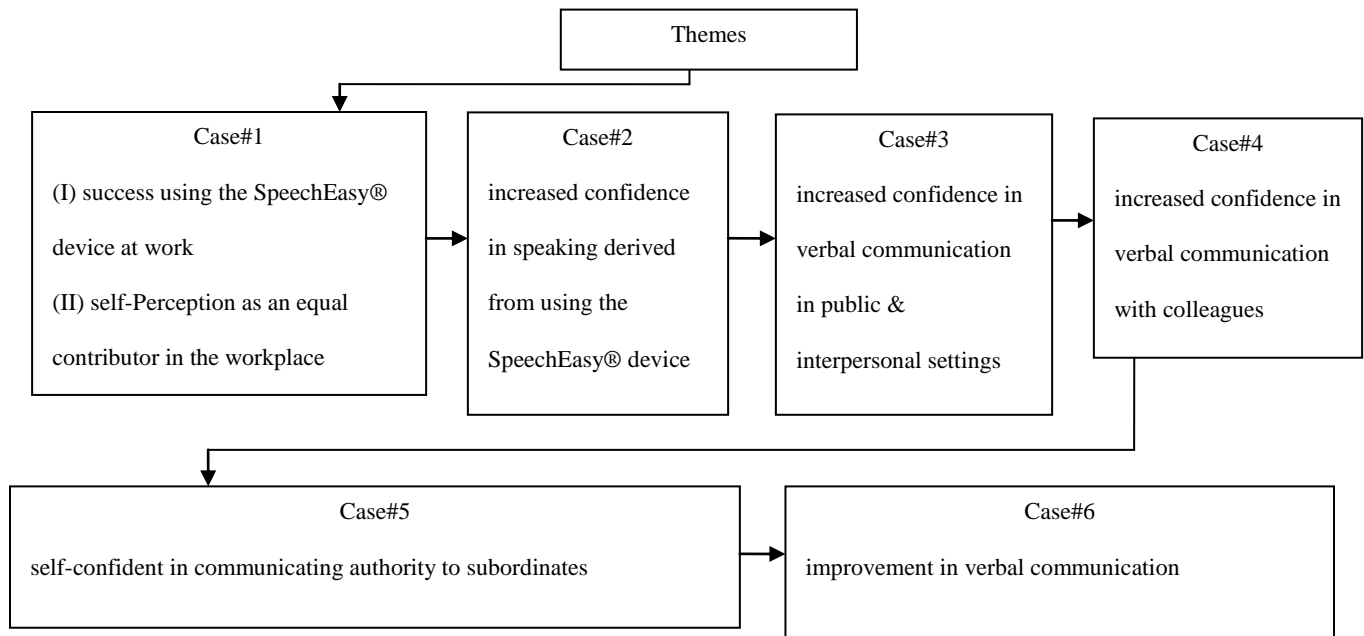 Themes
Case#1
(I) success using the SpeechEasy®
device at work
(II) self-Perception as an equal
contributor in the workplace
Case#2
increased confidence
in speaking derived
from using the
SpeechEasy® device
Case#3
increased confidence in
verbal communication
in public &
interpersonal settings
Case#4
increased confidence in
verbal communication
with colleagues
Case#5
self-confident in communicating authority to subordinates
Case#6
improvement in verbal communication